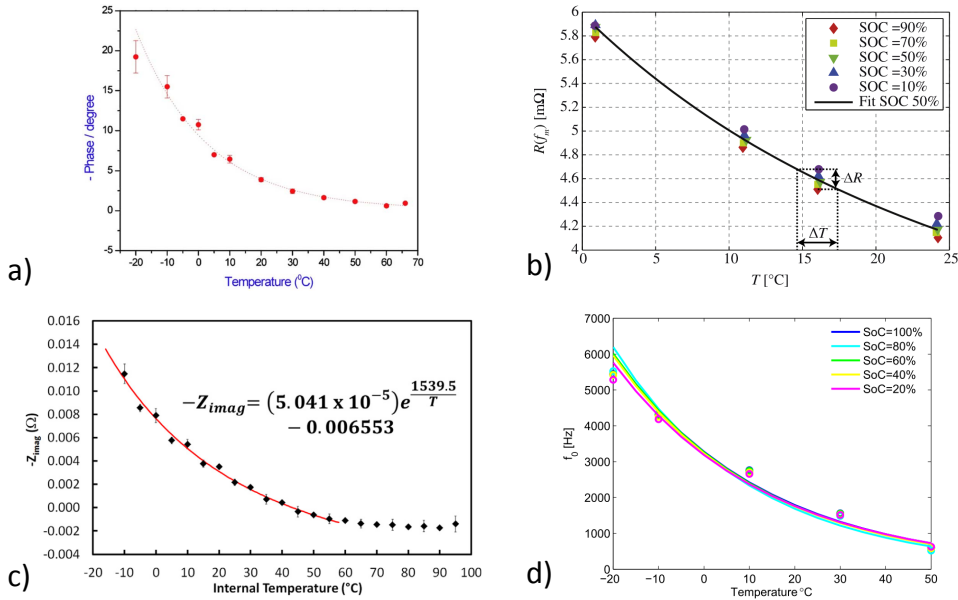 a)
- Phase / degree
25
20
15
10
5
0
-5
-20 -10 0 10 20 30 40 50 60 70
Temperature (⁰C)
b)
R(fₘ) [mΩ]
6
5.8
5.6
5.4
5.2
5
4.8
4.6
4.4
4.2
4
0 5 10 15 20 25
T [°C]
SOC =90%
SOC =70%
SOC =50%
SOC =30%
SOC =10%
Fit SOC 50%
ΔR
ΔT
c)
-Z_imag (Ω)
0.016
0.014
0.012
0.010
0.008
0.006
0.004
0.002
0.000
-0.002
-0.004
-20 -10 0 10 20 30 40 50 60 70 80 90 100
Internal Temperature (°C)
−Z_imag= (5.041 x 10⁻⁵)e^(1539.5/T)
− 0.006553
d)
f₀ [Hz]
7000
6000
5000
4000
3000
2000
1000
0
−20 −10 0 10 20 30 40 50
Temperature °C
SoC=100%
SoC=80%
SoC=60%
SoC=40%
SoC=20%